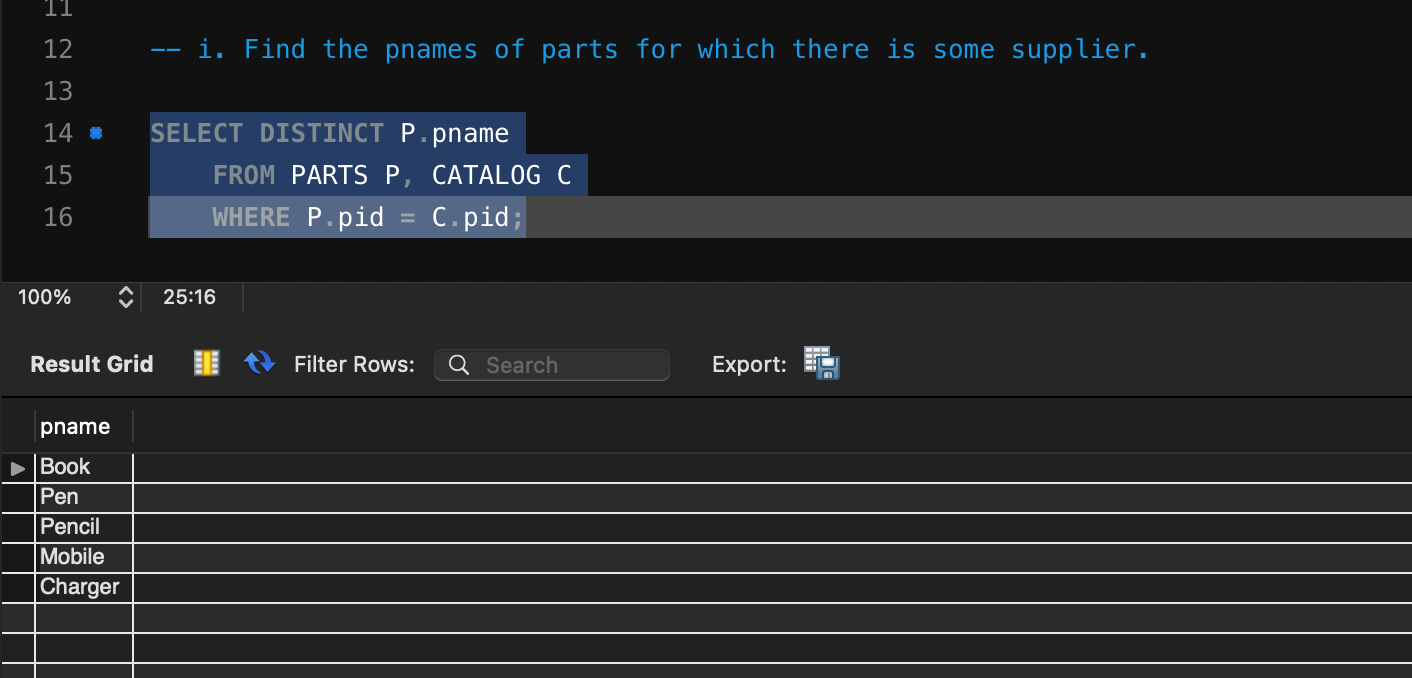 11
12 -- i. Find the pnames of parts for which there is some supplier.
13
14 SELECT DISTINCT P.pname
15 FROM PARTS P, CATALOG C
16 WHERE P.pid = C.pid;
100% 25:16
Result Grid Filter Rows: Search Export:
pname
Book
Pen
Pencil
Mobile
Charger